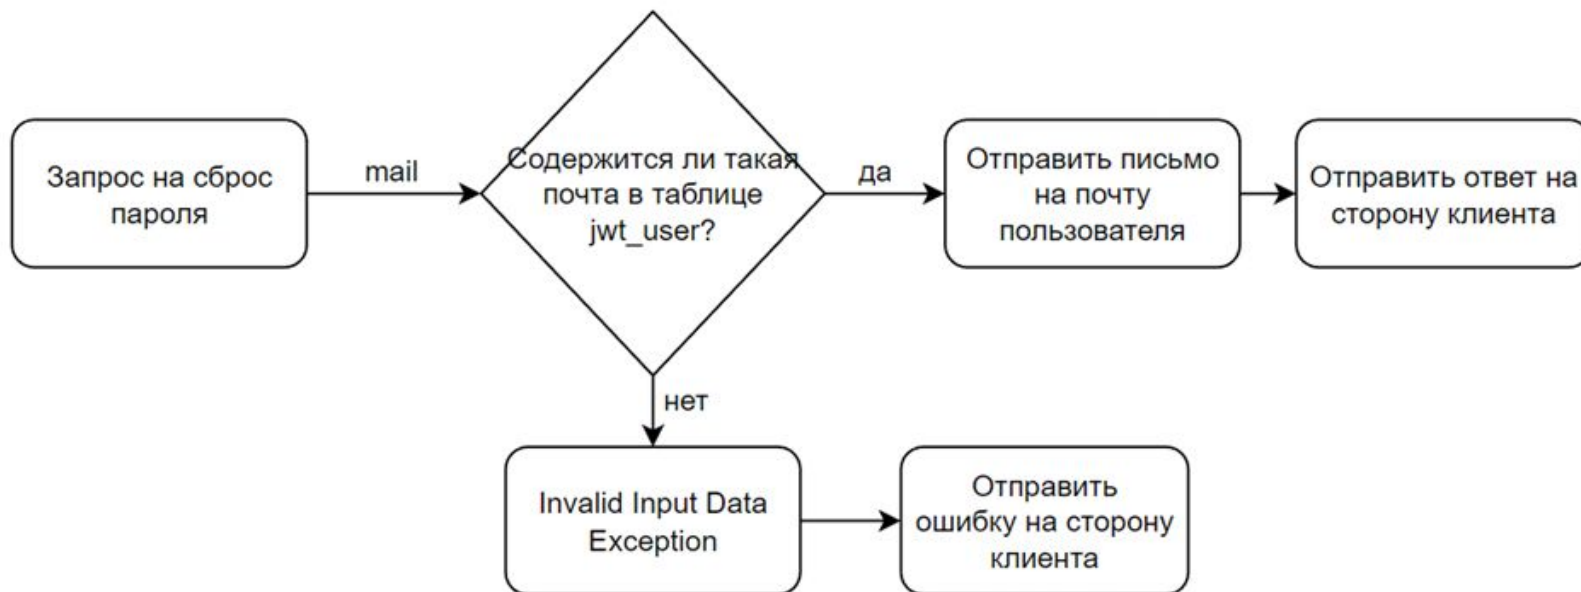 Запрос на сброс
пароля
mail
Содержится ли такая
почта в таблице
jwt_user?
да
Отправить письмо
на почту
пользователя
Отправить ответ на
сторону клиента
нет
Invalid Input Data
Exception
Отправить
ошибку на сторону
клиента